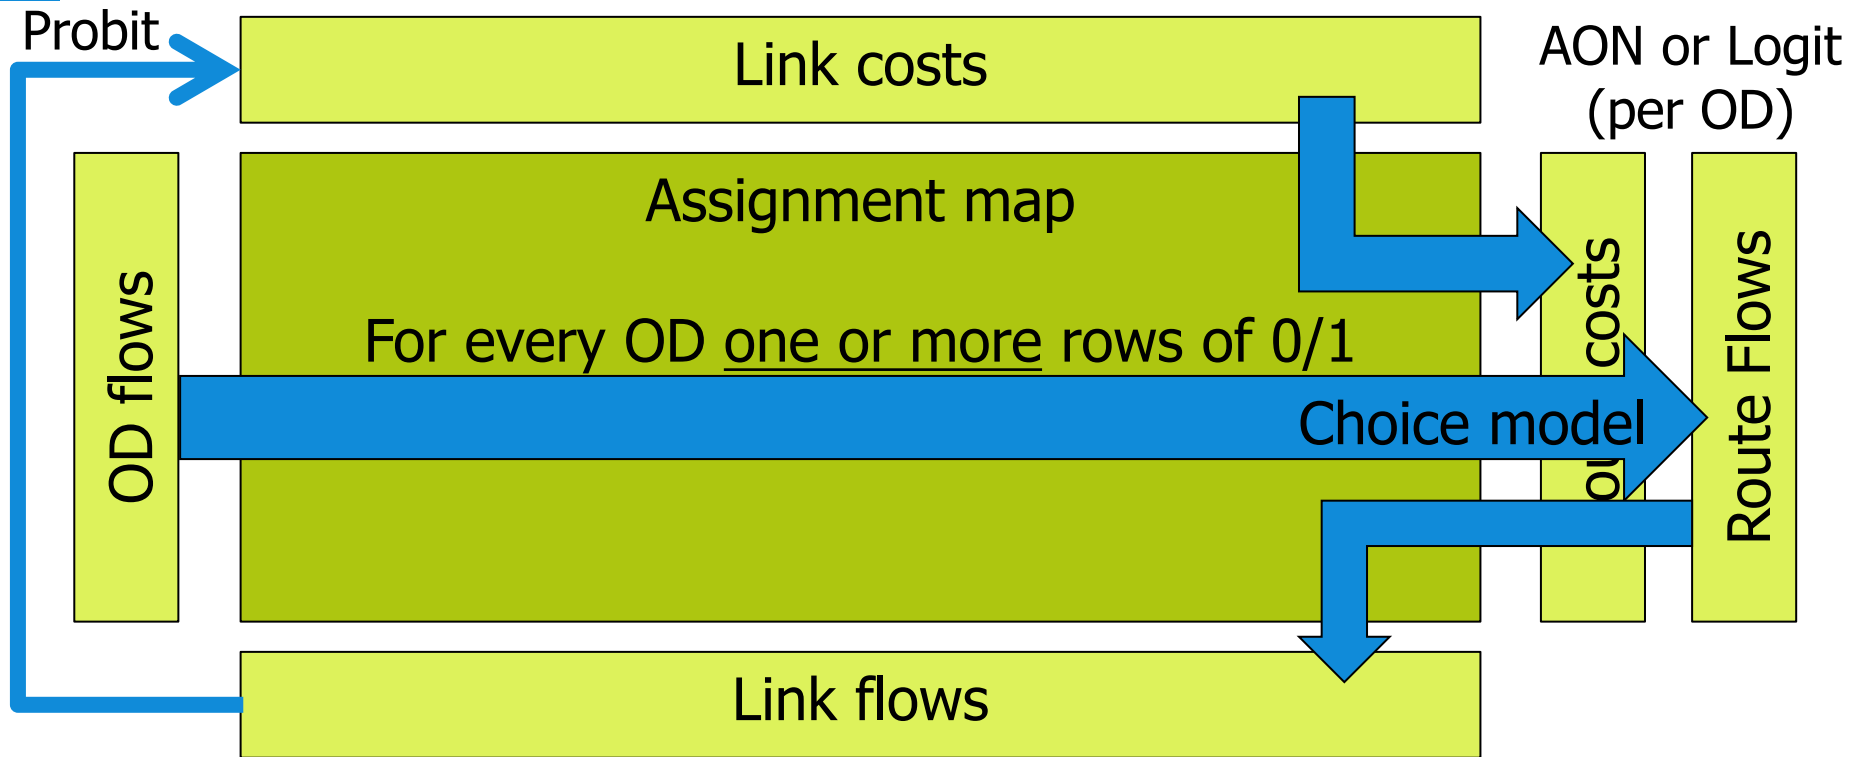 Probit
Link costs
AON or Logit
(per OD)
Assignment map
For every OD one or more rows of 0/1
OD flows
Choice model
costs
Route Flows
Link flows